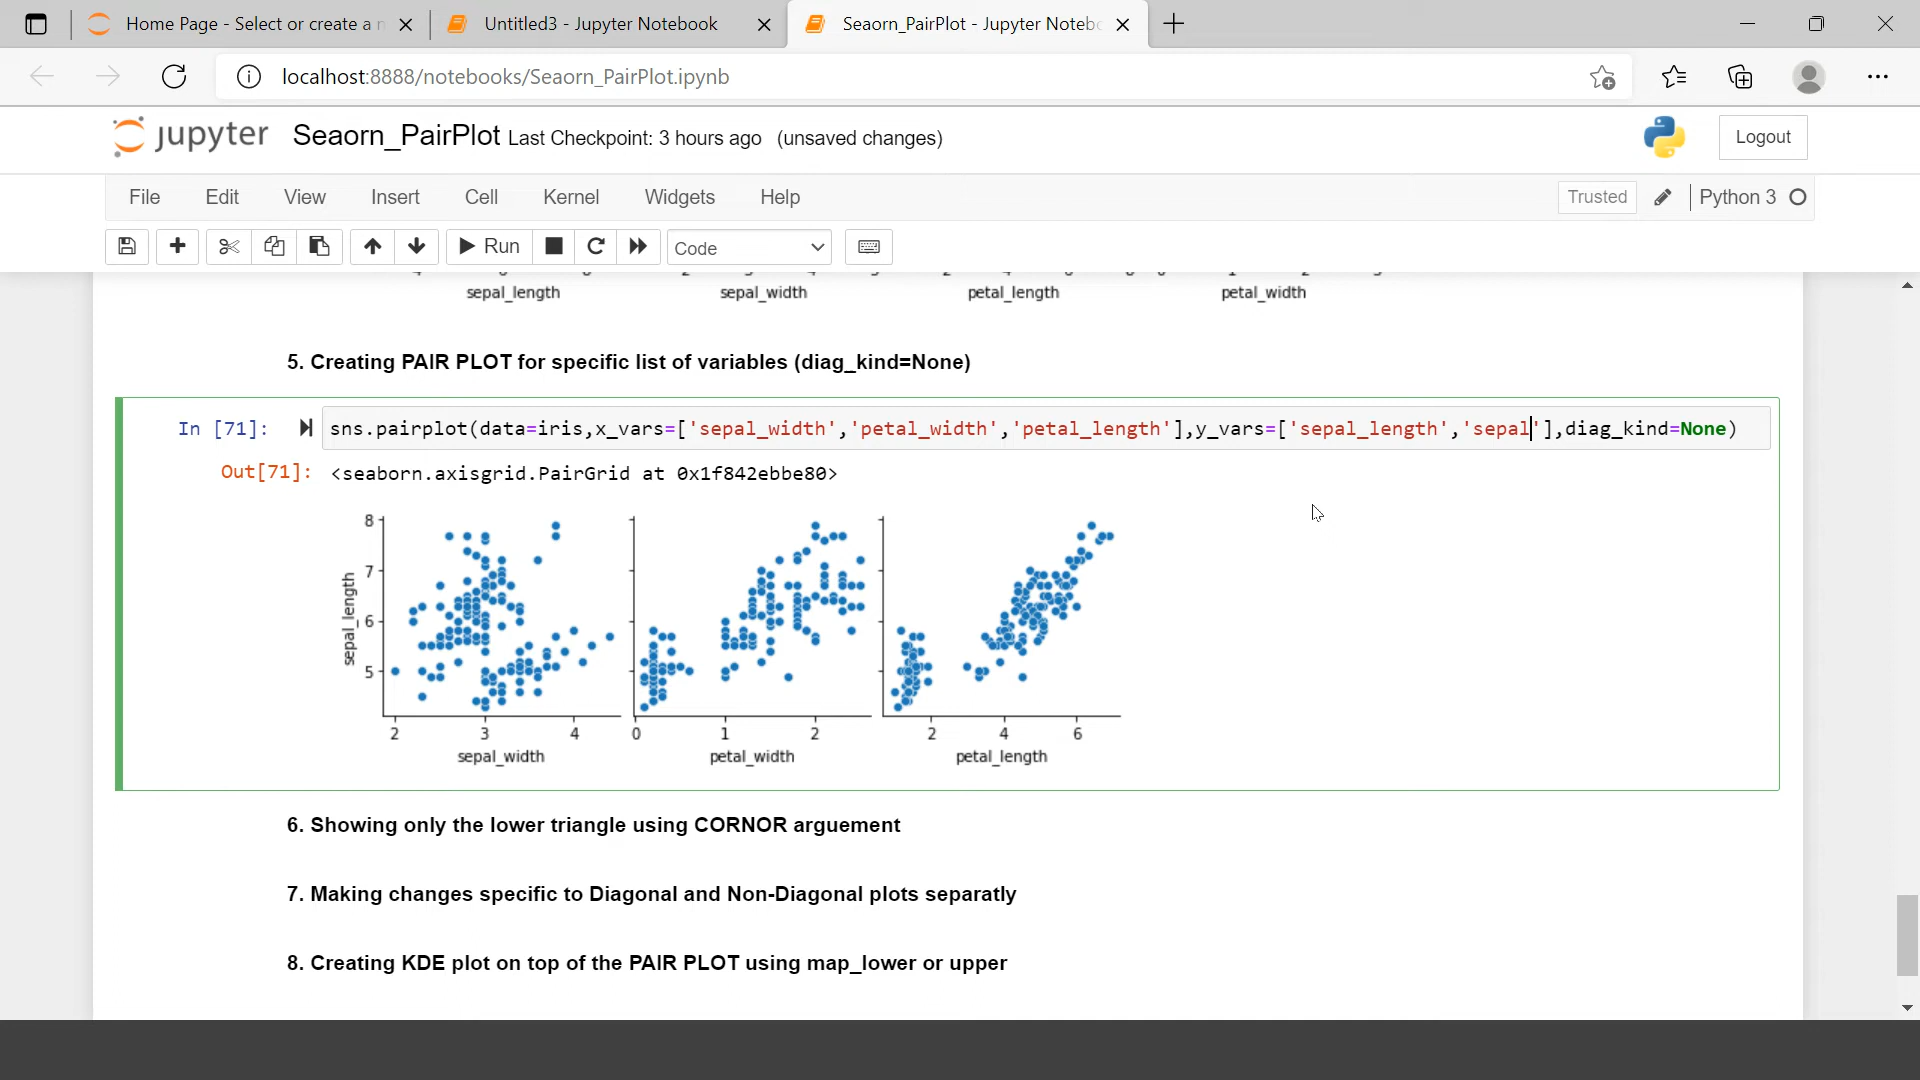 Home Page - Select or create a n
Untitled3 - Jupyter Notebook
Seaorn_PairPlot - Jupyter Noteb
localhost:8888/notebooks/Seaorn_PairPlot.ipynb
jupyter Seaorn_PairPlot Last Checkpoint: 3 hours ago (unsaved changes)
Logout
File Edit View Insert Cell Kernel Widgets Help
Trusted Python 3
Run Code
sepal_length sepal_width petal_length petal_width
5. Creating PAIR PLOT for specific list of variables (diag_kind=None)
In [71]: sns.pairplot(data=iris,x_vars=['sepal_width','petal_width','petal_length'],y_vars=['sepal_length','sepal'],diag_kind=None)
Out[71]: <seaborn.axisgrid.PairGrid at 0x1f842ebbe80>
8
7
6
5
sepal_length
2 3 4 0 1 2 2 4 6
sepal_width petal_width petal_length
6. Showing only the lower triangle using CORNOR arguement
7. Making changes specific to Diagonal and Non-Diagonal plots separatly
8. Creating KDE plot on top of the PAIR PLOT using map_lower or upper